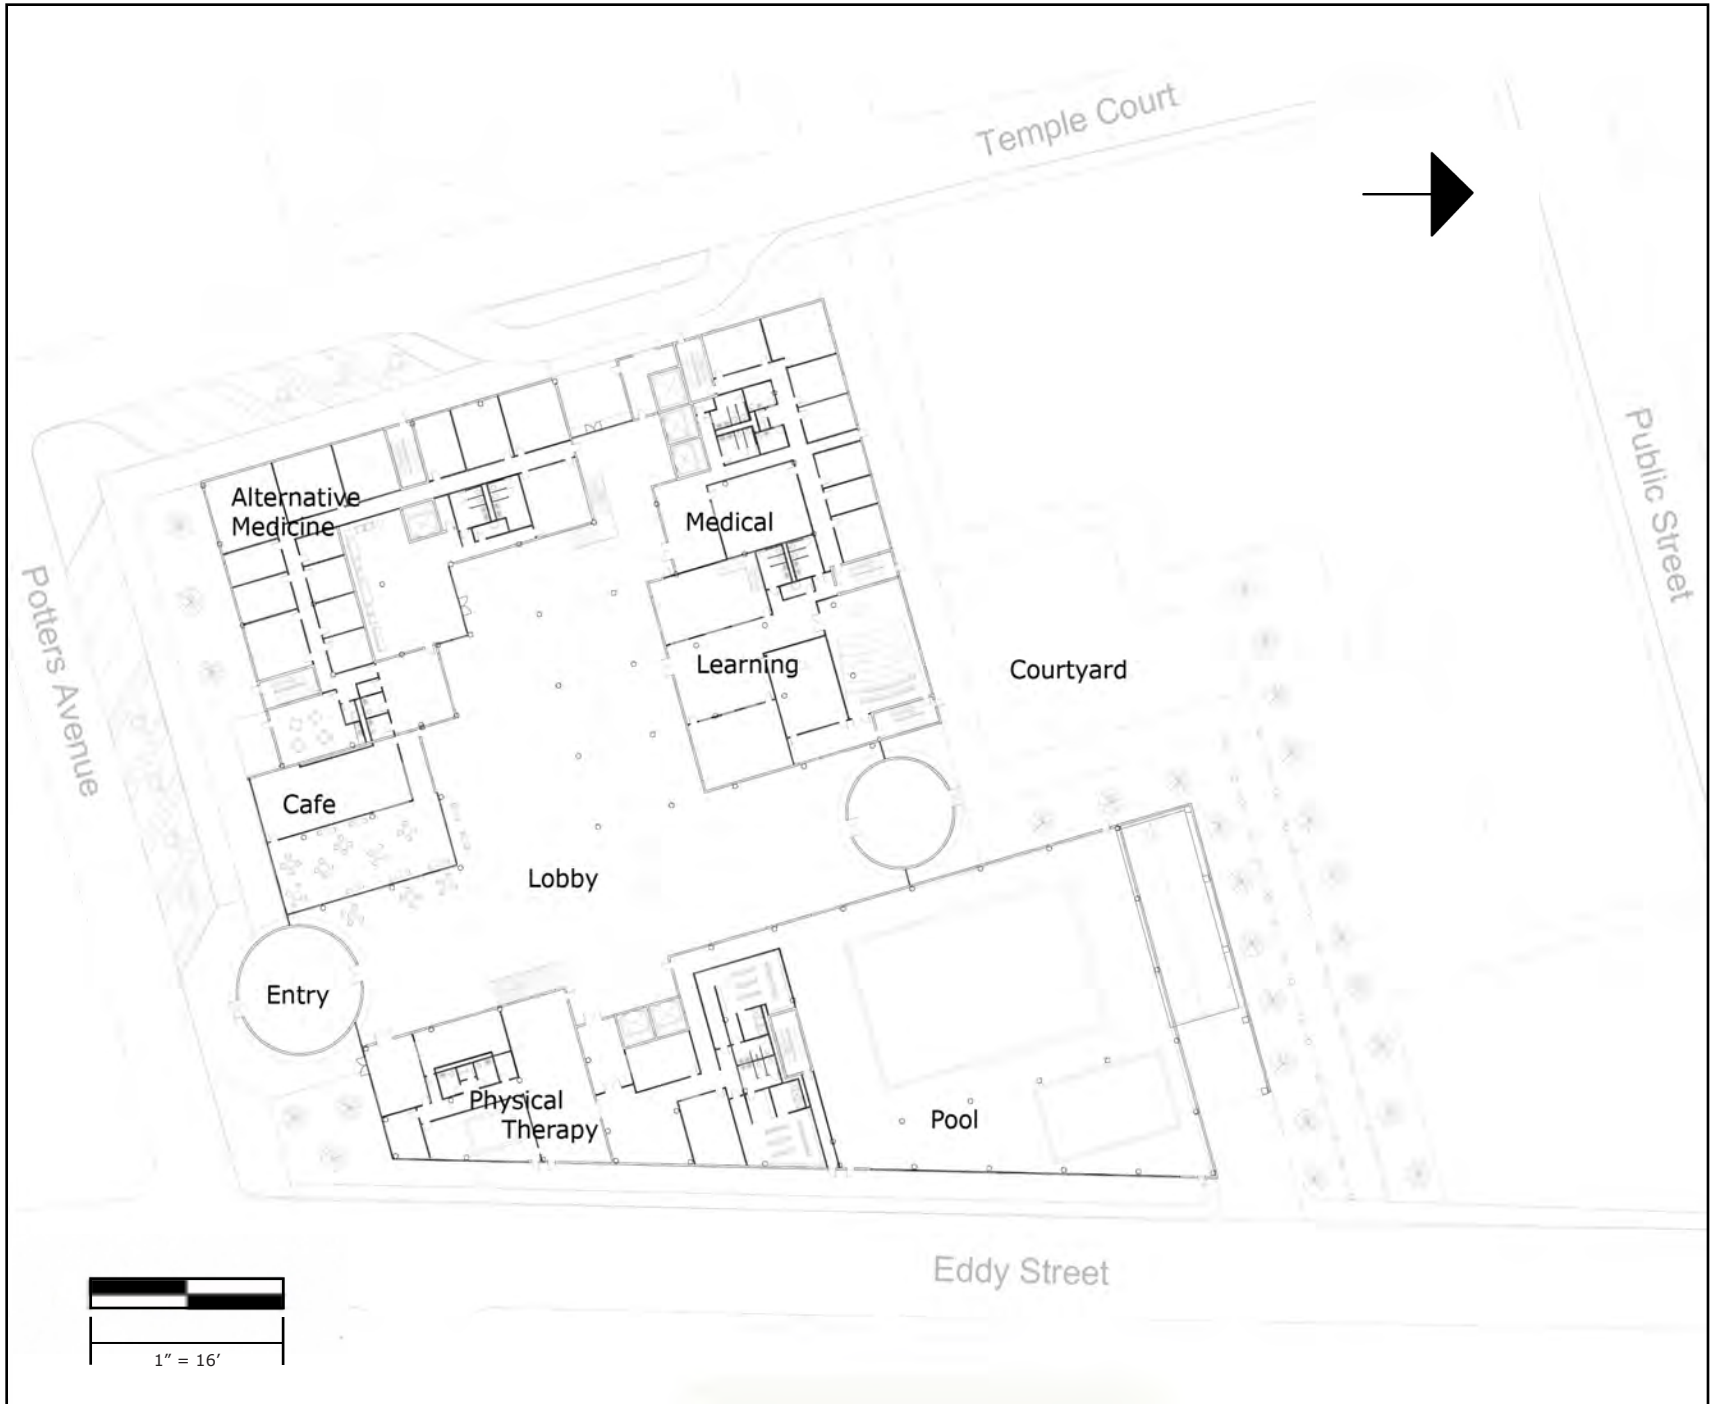 Temple Court
Public Street
Potters Avenue
Alternative
Medicine
Medical
Learning
Courtyard
Cafe
Lobby
Entry
Physical
Therapy
Pool
Eddy Street
1″ = 16′